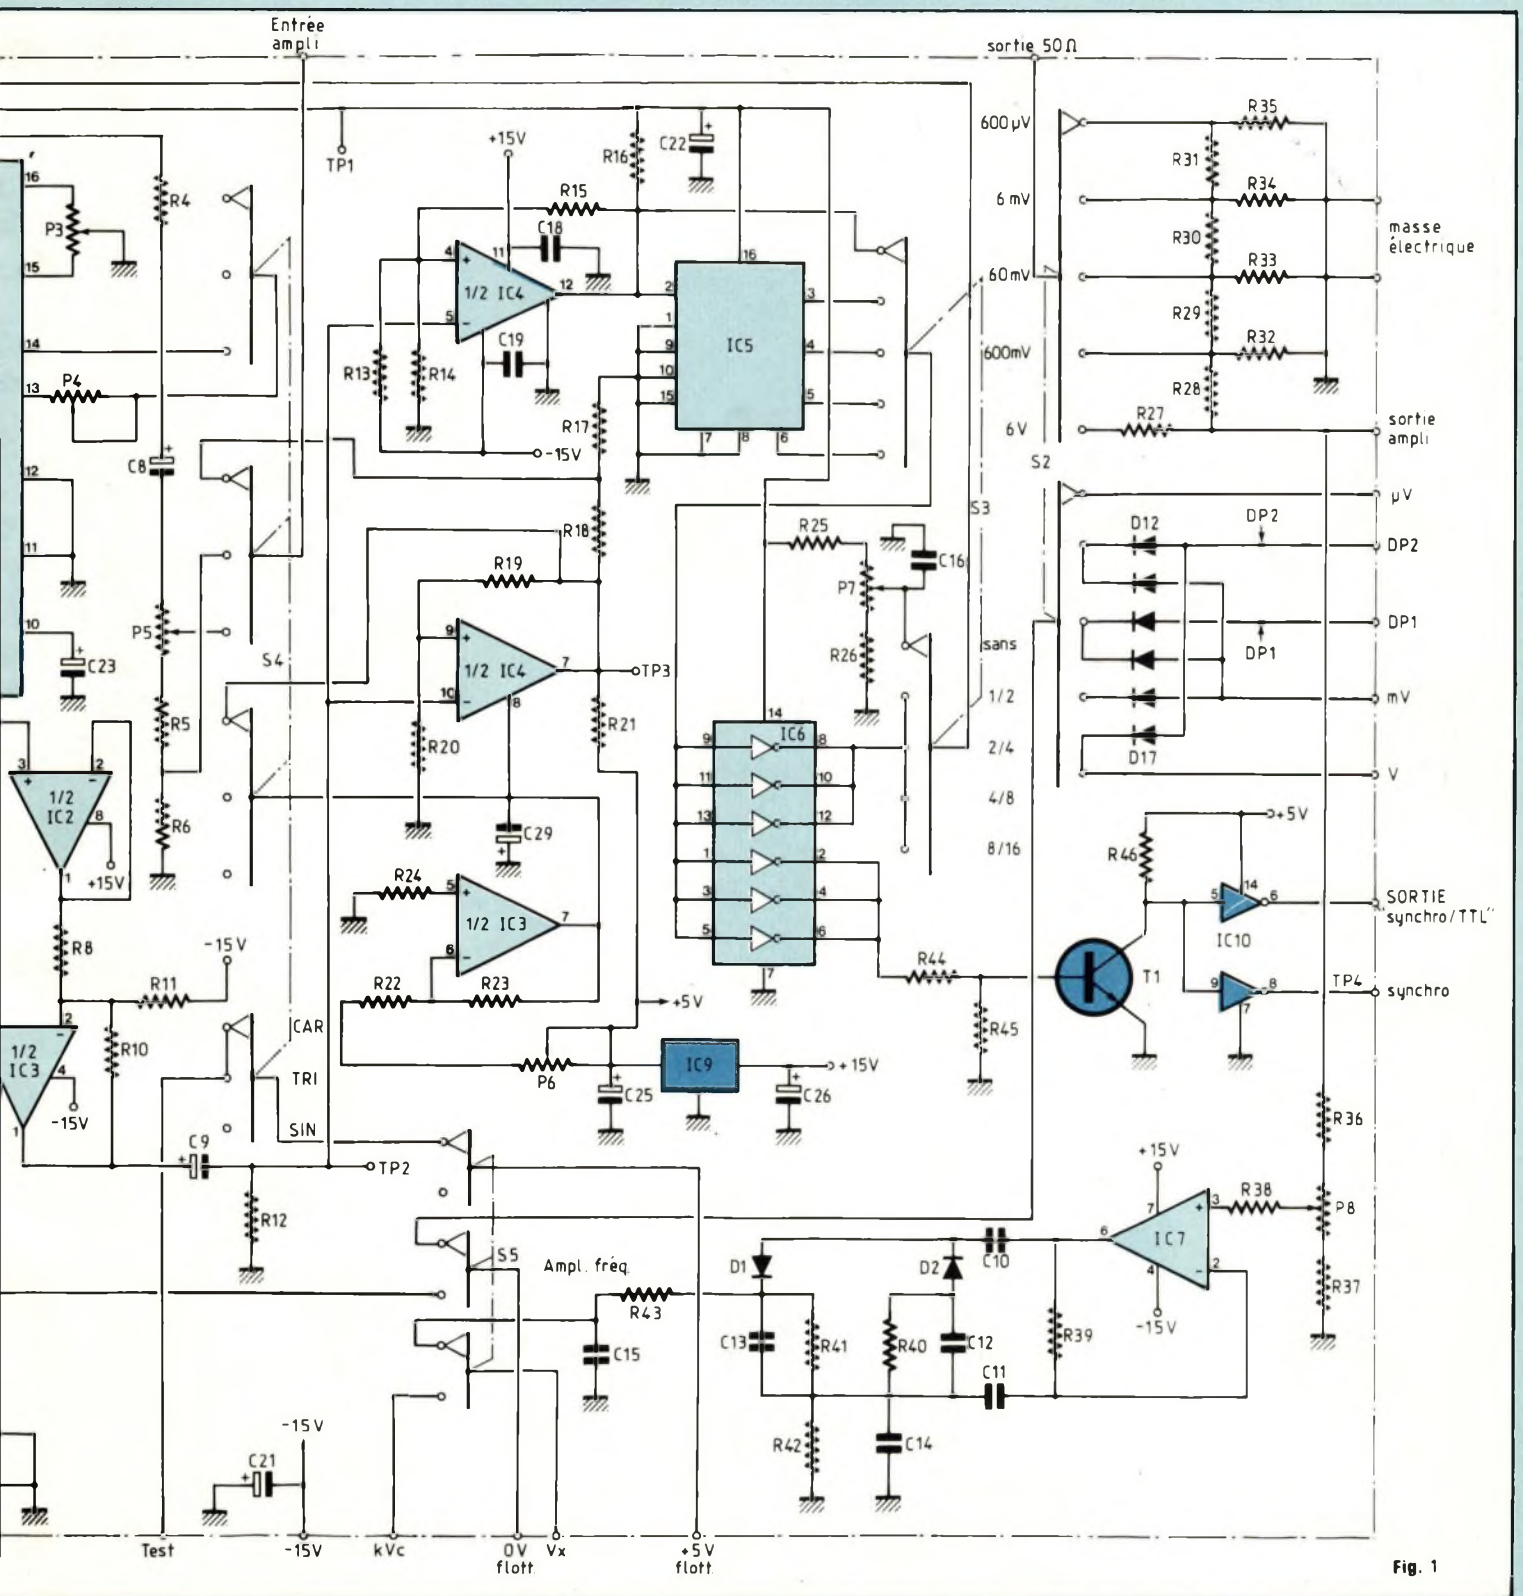 Entrée
ampli
sortie 50Ω
600µV
R35
+15V
TP1
R16
C22
+
R31
16
R4
R15
6mV
R34
P3
C18
masse
électrique
R30
15
4
+
11
16
60mV
R33
1/2 IC4
12
2
3
5
-
1
R29
14
C19
9
IC5
4
600mV
R32
P4
13
R13
R14
10
15
5
R28
R17
7
8
6
R27
sortie
ampli
6V
C8
+
-15V
S2
12
µV
S3
R18
R25
D12
DP2
11
DP2
R19
C16
P7
10
P5
9
+
DP1
C23
+
S4
1/2 IC4
7
TP3
R26
sans
DP1
10
-
8
1/2
mV
R5
R20
R21
14
IC6
3
2
9
8
2/4
D17
+
-
11
10
V
1/2
IC2
8
R6
C29
+
13
12
4/8
+5V
R46
1
+15V
R24
5
+
1
2
8/16
14
5
6
SORTIE
synchro/TTL"
1/2 IC3
7
3
4
IC10
R8
-15V
6
-
5
6
R44
T1
R11
R22
R23
7
9
8
TP4
synchro
+5V
7
2
-
CAR
R45
1/2
IC3
R10
IC9
+15V
4
TRI
P6
+
C25
+
C26
-15V
R36
1
SIN
C9
+
TP2
+15V
R12
3
R38
P8
7
+
6
IC7
S5
Ampl. fréq.
D1
D2
C10
4
-
2
R37
R43
-15V
C13
R41
R40
C12
R39
C15
C11
-15V
R42
C14
C21
+
Test
-15V
kVc
0V
flott.
Vx
+5V
flott.
Fig. 1